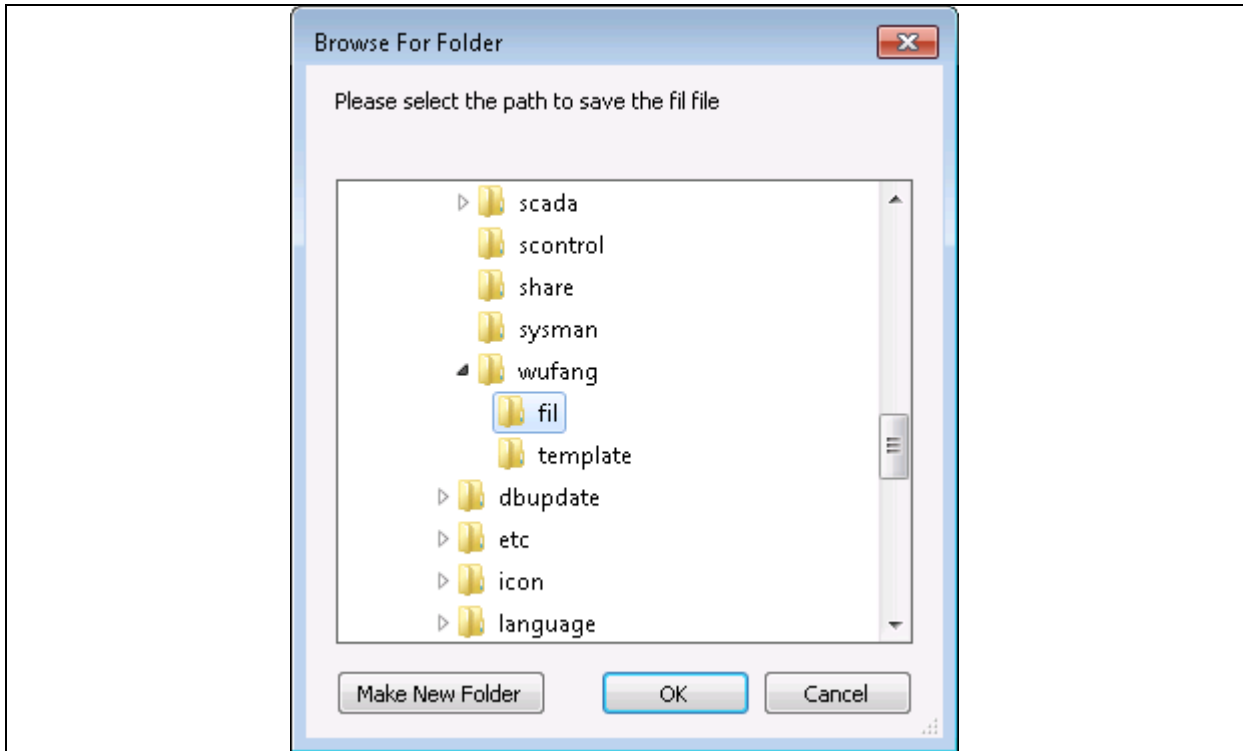 Browse For Folder
Please select the path to save the fil file
scada
scontrol
share
sysman
wufang
fil
template
dbupdate
etc
icon
language
Make New Folder OK Cancel